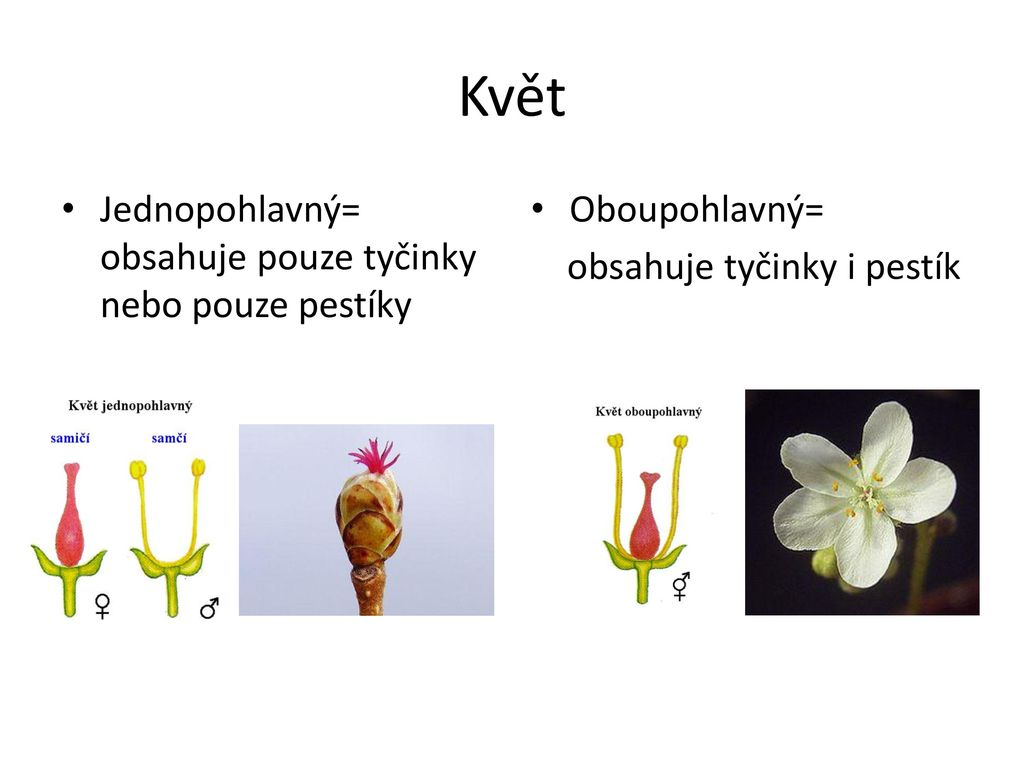 Květ
• Jednopohlavný=
obsahuje pouze tyčinky
nebo pouze pestíky
• Oboupohlavný=
obsahuje tyčinky i pestík
Květ jednopohlavný
samičí samčí
♀ ♂
Květ oboupohlavný
⚥